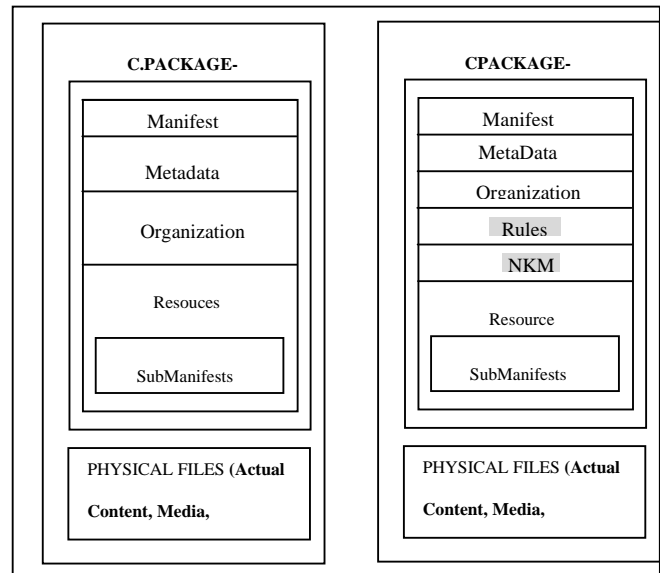 C.PACKAGE-
Manifest
Metadata
Organization
Resouces
SubManifests
PHYSICAL FILES (Actual
Content, Media,
CPACKAGE-
Manifest
MetaData
Organization
Rules
NKM
Resource
SubManifests
PHYSICAL FILES (Actual
Content, Media,